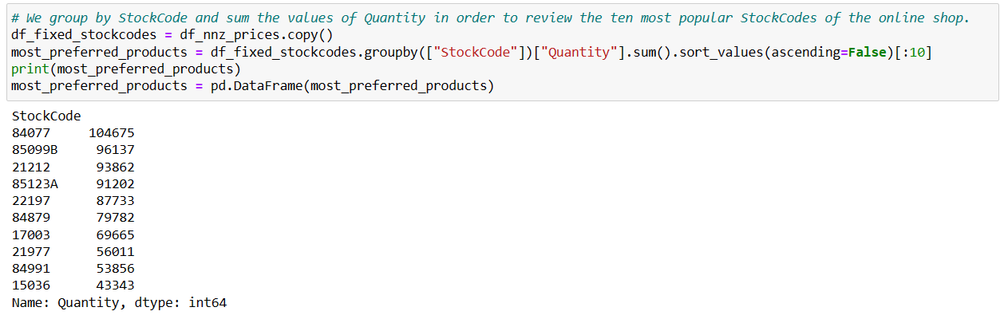 # We group by StockCode and sum the values of Quantity in order to review the ten most popular StockCodes of the online shop.
df_fixed_stockcodes = df_nnz_prices.copy()
most_preferred_products = df_fixed_stockcodes.groupby(["StockCode"])["Quantity"].sum().sort_values(ascending=False)[:10]
print(most_preferred_products)
most_preferred_products = pd.DataFrame(most_preferred_products)
StockCode
84077     104675
85099B     96137
21212      93862
85123A     91202
22197      87733
84879      79782
17003      69665
21977      56011
84991      53856
15036      43343
Name: Quantity, dtype: int64